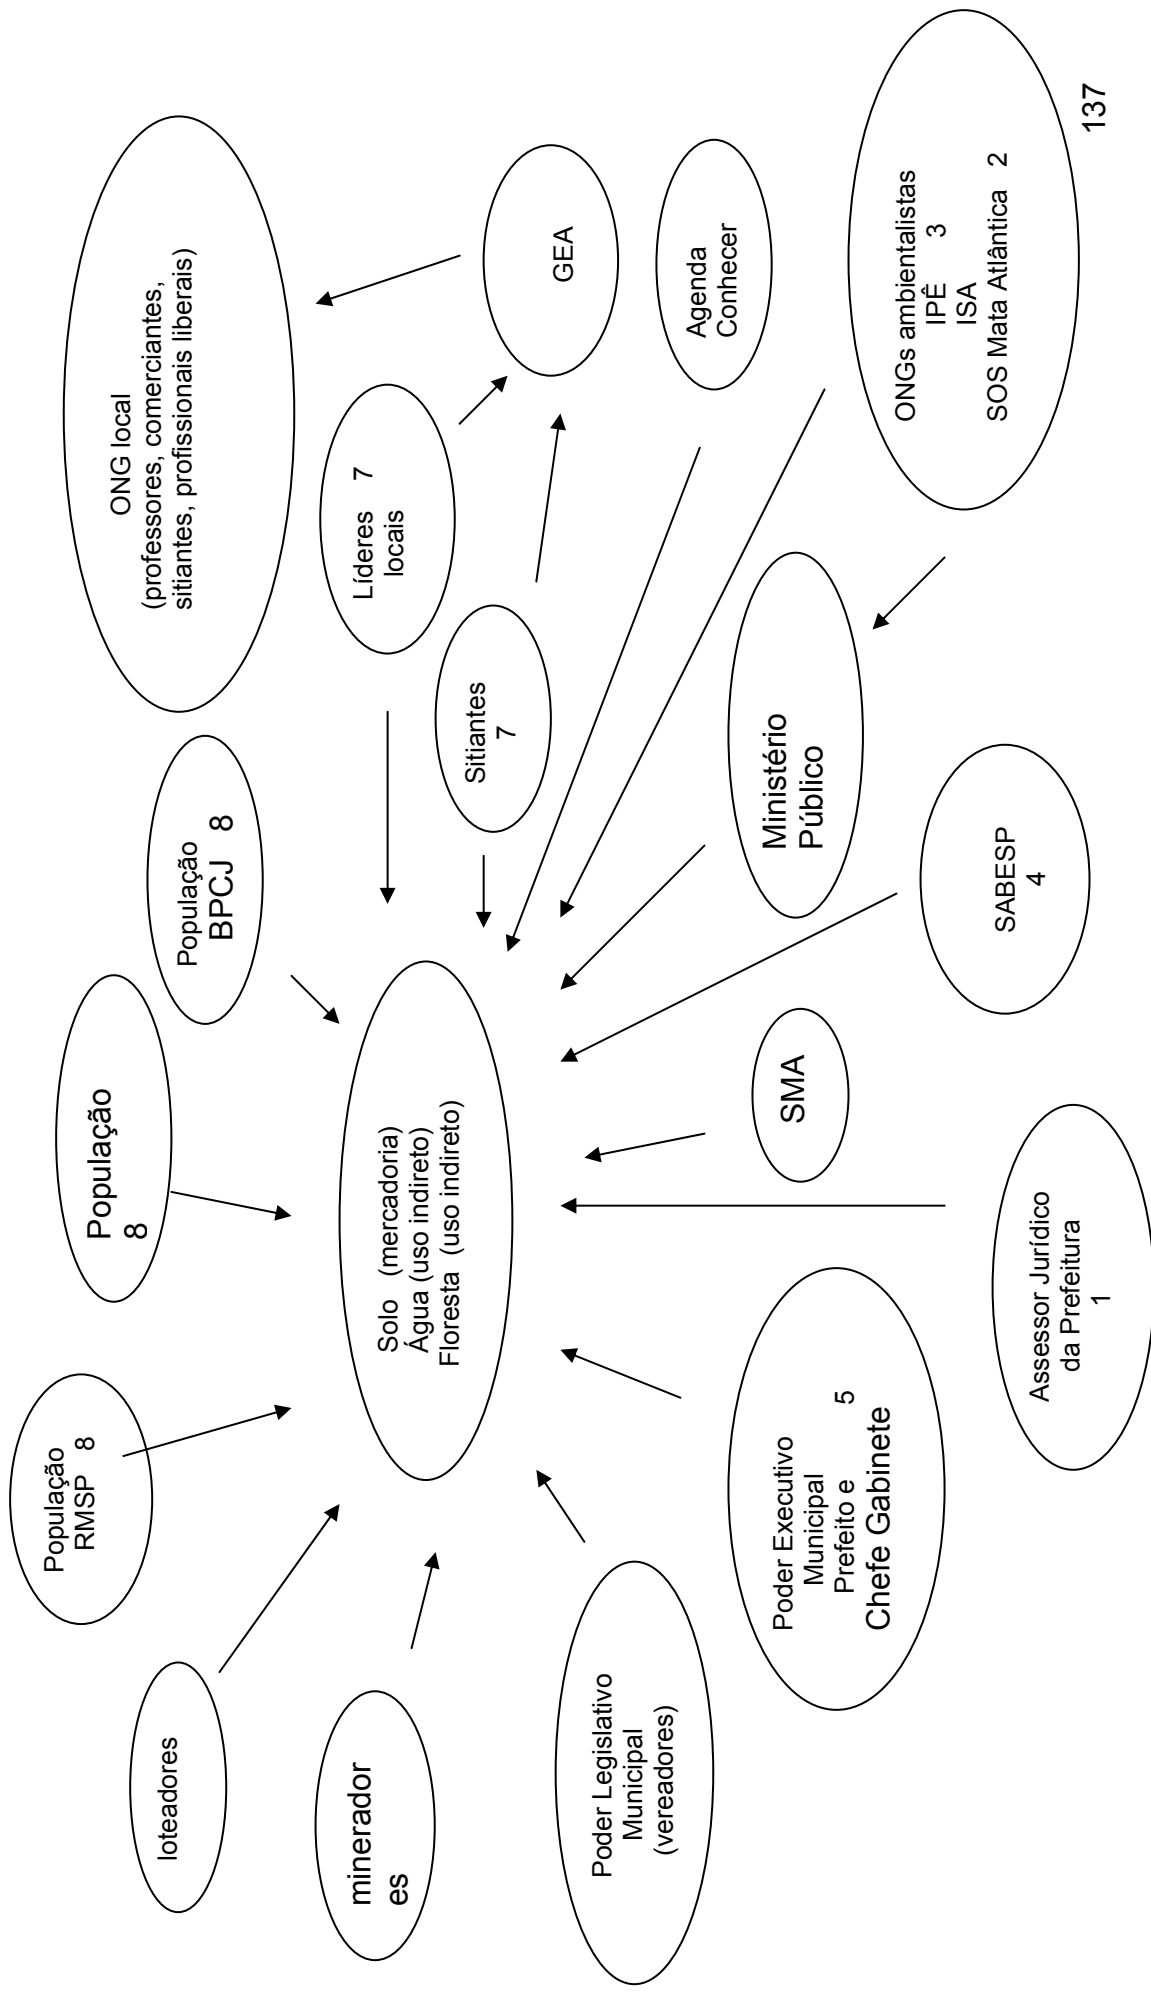 loteadores
População
RMSP 8
População
8
População
BPCJ 8
ONG local
(professores, comerciantes,
sitiantes, profissionais liberais)
minerador
es
Solo (mercadoria)
Água (uso indireto)
Floresta (uso indireto)
Líderes 7
locais
Sitiantes
7
GEA
Agenda
Conhecer
Poder Legislativo
Municipal
(vereadores)
Poder Executivo
Municipal
Prefeito e 5
Chefe Gabinete
SMA
Ministério
Público
ONGs ambientalistas
IPÊ 3
ISA
SOS Mata Atlântica 2
Assessor Jurídico
da Prefeitura
1
SABESP
4
137